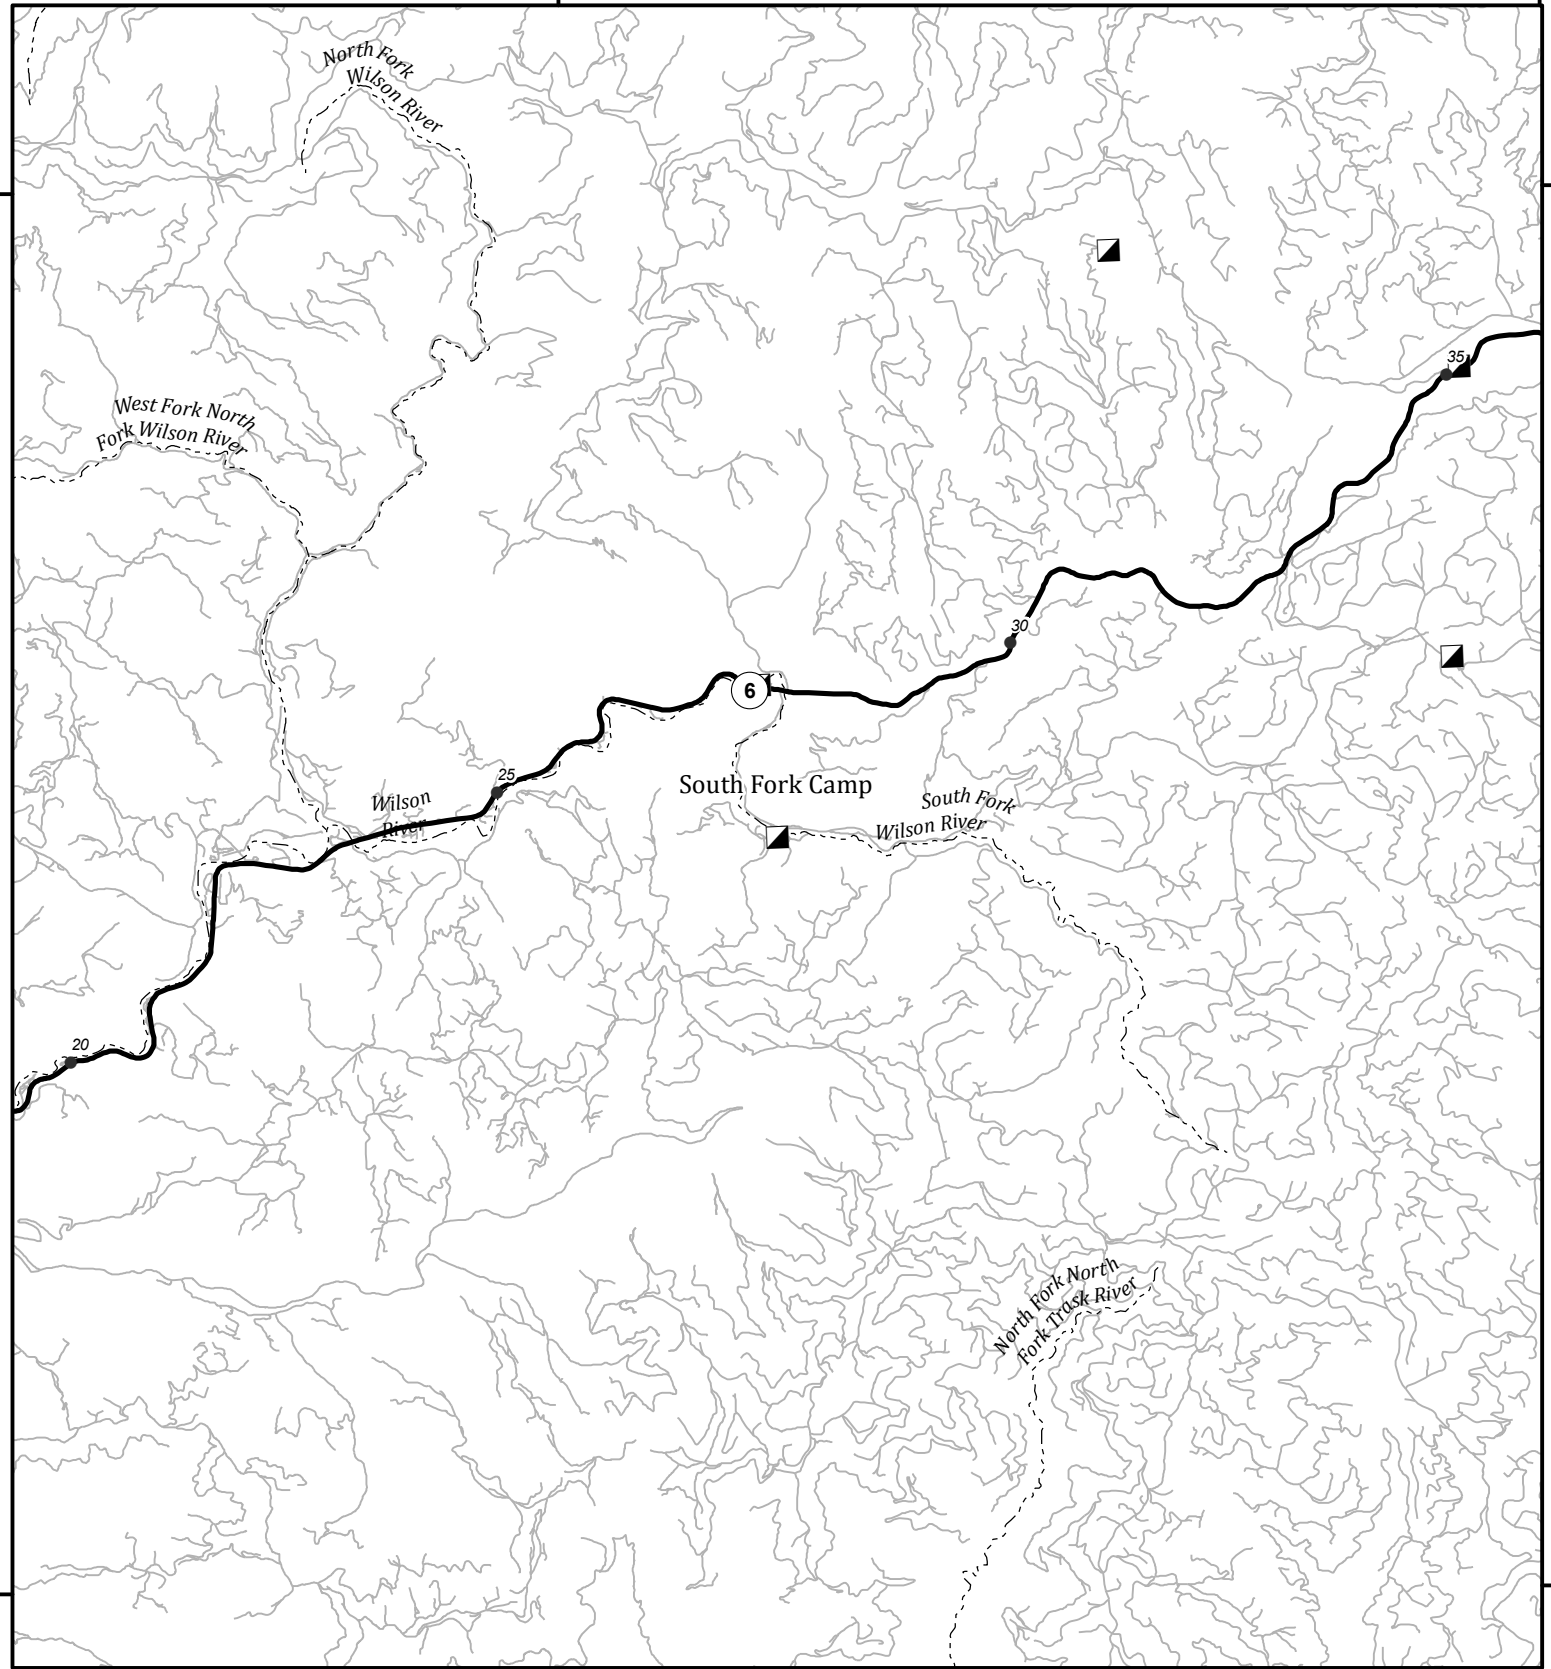 North Fork
Wilson River
West Fork North
Fork Wilson River
35
30
6
25
South Fork Camp
Wilson
River
South Fork
Wilson River
20
North Fork North
Fork Trask River